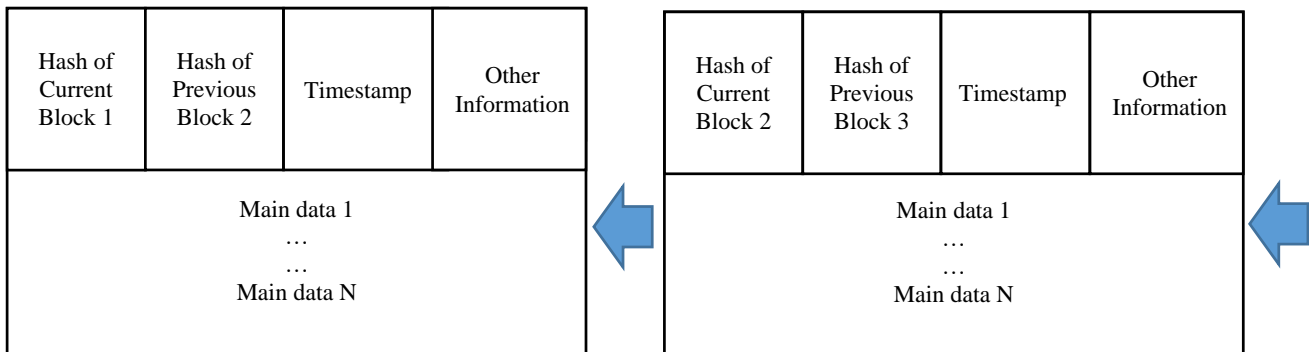 Hash of
Current
Block 1
Hash of
Previous
Block 2
Timestamp
Other
Information
Main data 1
…
…
Main data N
Hash of
Current
Block 2
Hash of
Previous
Block 3
Timestamp
Other
Information
Main data 1
…
…
Main data N